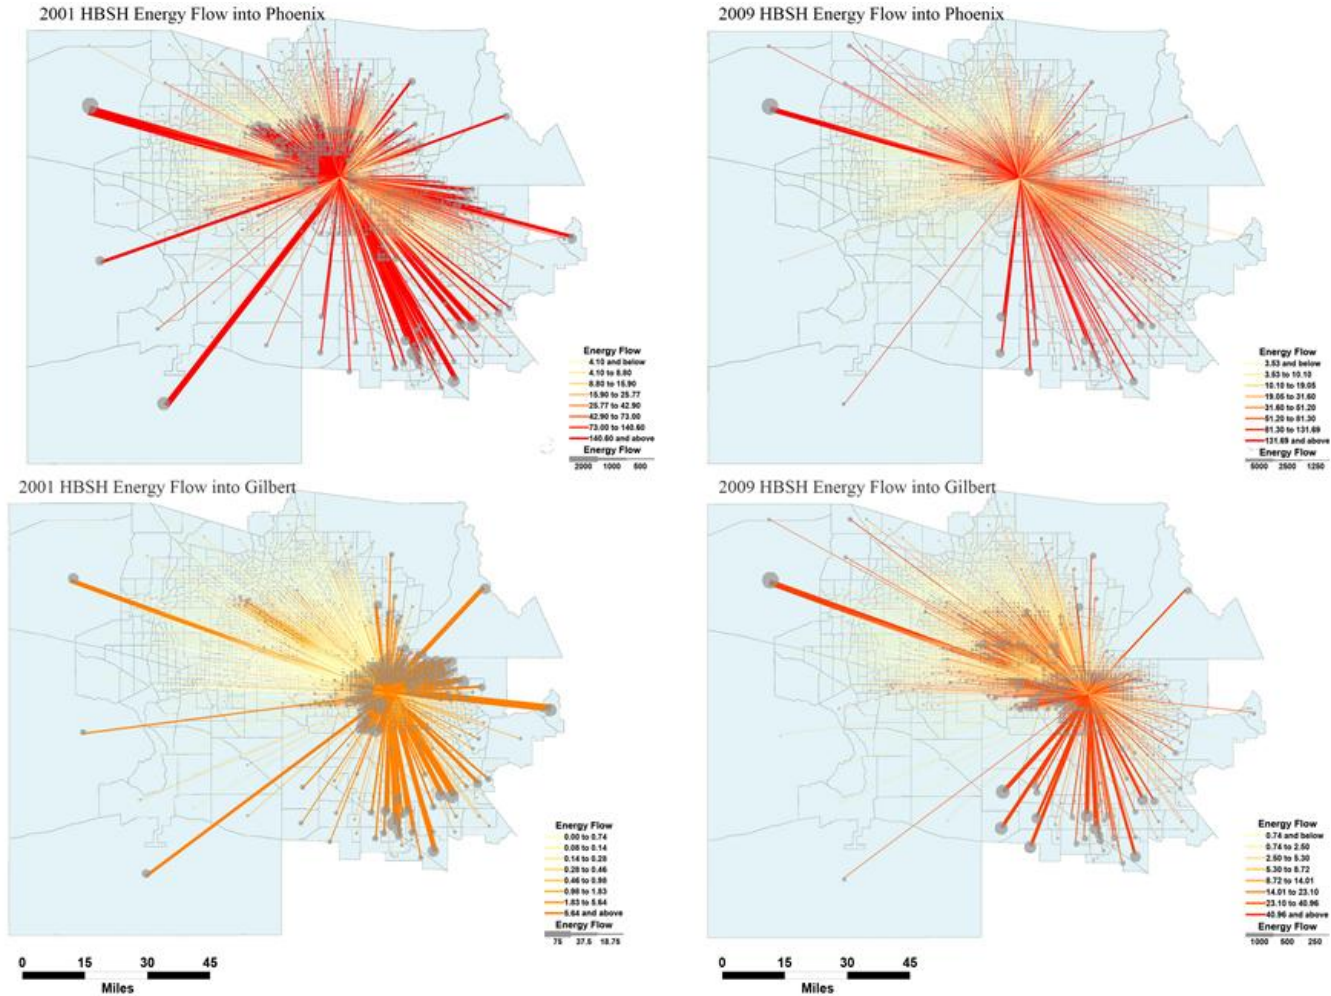 2001 HBSH Energy Flow into Phoenix
2009 HBSH Energy Flow into Phoenix
Energy Flow
4.10 and below
4.10 to 8.80
8.80 to 15.90
15.90 to 25.77
25.77 to 42.90
42.90 to 73.00
73.00 to 140.60
140.60 and above
Energy Flow
2000 1000 500
Energy Flow
3.53 and below
3.53 to 10.10
10.10 to 19.05
19.05 to 31.60
31.60 to 51.20
51.20 to 81.30
81.30 to 131.69
131.69 and above
Energy Flow
5000 2500 1250
2001 HBSH Energy Flow into Gilbert
2009 HBSH Energy Flow into Gilbert
Energy Flow
0.00 to 0.74
0.08 to 0.14
0.14 to 0.28
0.28 to 0.46
0.46 to 0.98
0.98 to 1.83
1.83 to 5.64
5.64 and above
Energy Flow
75 37.5 18.75
Energy Flow
0.74 and below
0.74 to 2.50
2.50 to 5.30
5.30 to 8.72
8.72 to 14.01
14.01 to 23.10
23.10 to 40.96
40.96 and above
Energy Flow
1000 500 250
0 15 30 45
Miles
0 15 30 45
Miles